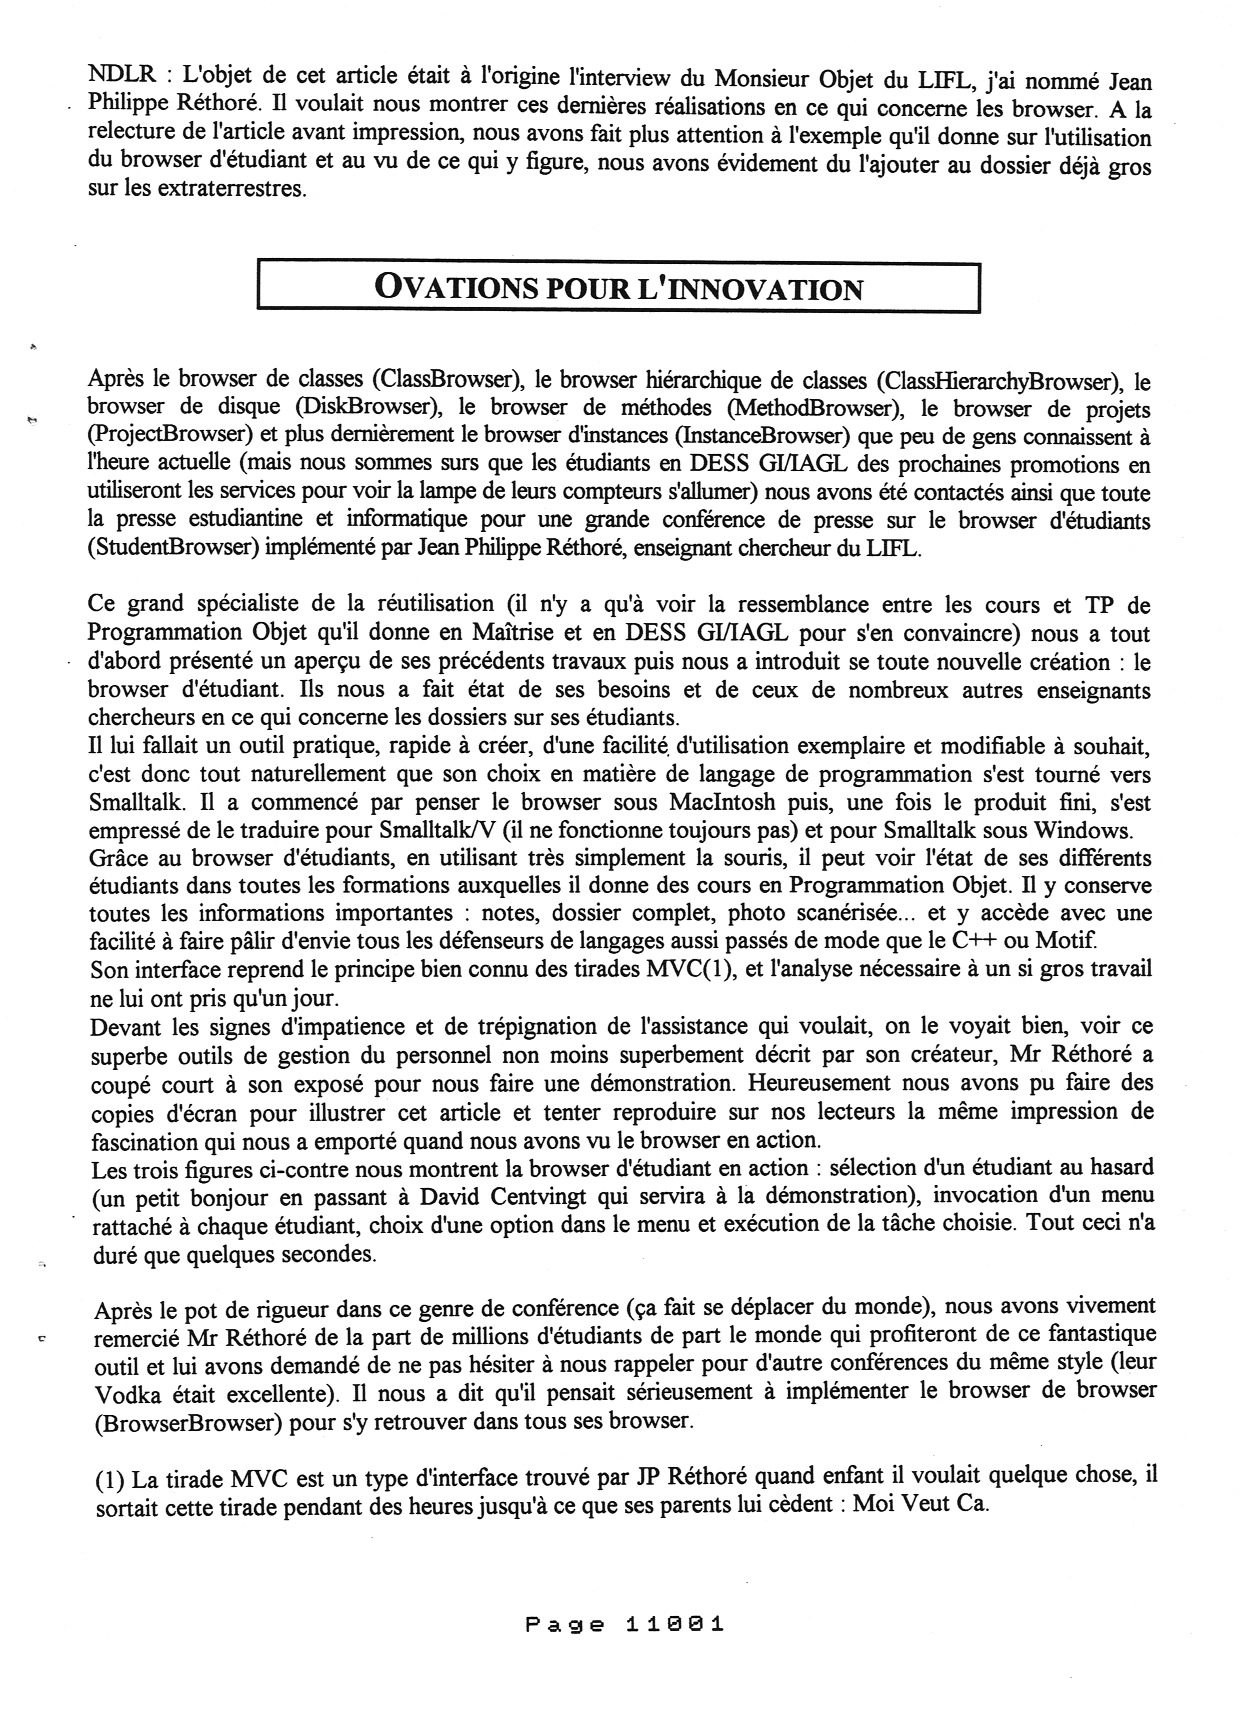 NDLR : L'objet de cet article était à l'origine l'interview du Monsieur Objet du LIFL, j'ai nommé Jean
Philippe Réthoré. Il voulait nous montrer ces dernières réalisations en ce qui concerne les browser. A la
relecture de l'article avant impression, nous avons fait plus attention à l'exemple qu'il donne sur l'utilisation
du browser d'étudiant et au vu de ce qui y figure, nous avons évidement du l'ajouter au dossier déjà gros
sur les extraterrestres.
OVATIONS POUR L'INNOVATION
Après le browser de classes (ClassBrowser), le browser hiérarchique de classes (ClassHierarchyBrowser), le
browser de disque (DiskBrowser), le browser de méthodes (MethodBrowser), le browser de projets
(ProjectBrowser) et plus dernièrement le browser d'instances (InstanceBrowser) que peu de gens connaissent à
l'heure actuelle (mais nous sommes surs que les étudiants en DESS GI/IAGL des prochaines promotions en
utiliseront les services pour voir la lampe de leurs compteurs s'allumer) nous avons été contactés ainsi que toute
la presse estudiantine et informatique pour une grande conférence de presse sur le browser d'étudiants
(StudentBrowser) implémenté par Jean Philippe Réthoré, enseignant chercheur du LIFL.
Ce grand spécialiste de la réutilisation (il n'y a qu'à voir la ressemblance entre les cours et TP de
Programmation Objet qu'il donne en Maîtrise et en DESS GI/IAGL pour s'en convaincre) nous a tout
d'abord présenté un aperçu de ses précédents travaux puis nous a introduit se toute nouvelle création : le
browser d'étudiant. Ils nous a fait état de ses besoins et de ceux de nombreux autres enseignants
chercheurs en ce qui concerne les dossiers sur ses étudiants.
Il lui fallait un outil pratique, rapide à créer, d'une facilité d'utilisation exemplaire et modifiable à souhait,
c'est donc tout naturellement que son choix en matière de langage de programmation s'est tourné vers
Smalltalk. Il a commencé par penser le browser sous MacIntosh puis, une fois le produit fini, s'est
empressé de le traduire pour Smalltalk/V (il ne fonctionne toujours pas) et pour Smalltalk sous Windows.
Grâce au browser d'étudiants, en utilisant très simplement la souris, il peut voir l'état de ses différents
étudiants dans toutes les formations auxquelles il donne des cours en Programmation Objet. Il y conserve
toutes les informations importantes : notes, dossier complet, photo scanérisée... et y accède avec une
facilité à faire pâlir d'envie tous les défenseurs de langages aussi passés de mode que le C++ ou Motif.
Son interface reprend le principe bien connu des tirades MVC(1), et l'analyse nécessaire à un si gros travail
ne lui ont pris qu'un jour.
Devant les signes d'impatience et de trépignation de l'assistance qui voulait, on le voyait bien, voir ce
superbe outils de gestion du personnel non moins superbement décrit par son créateur, Mr Réthoré a
coupé court à son exposé pour nous faire une démonstration. Heureusement nous avons pu faire des
copies d'écran pour illustrer cet article et tenter reproduire sur nos lecteurs la même impression de
fascination qui nous a emporté quand nous avons vu le browser en action.
Les trois figures ci-contre nous montrent la browser d'étudiant en action : sélection d'un étudiant au hasard
(un petit bonjour en passant à David Centvingt qui servira à la démonstration), invocation d'un menu
rattaché à chaque étudiant, choix d'une option dans le menu et exécution de la tâche choisie. Tout ceci n'a
duré que quelques secondes.
Après le pot de rigueur dans ce genre de conférence (ça fait se déplacer du monde), nous avons vivement
remercié Mr Réthoré de la part de millions d'étudiants de part le monde qui profiteront de ce fantastique
outil et lui avons demandé de ne pas hésiter à nous rappeler pour d'autre conférences du même style (leur
Vodka était excellente). Il nous a dit qu'il pensait sérieusement à implémenter le browser de browser
(BrowserBrowser) pour s'y retrouver dans tous ses browser.
(1) La tirade MVC est un type d'interface trouvé par JP Réthoré quand enfant il voulait quelque chose, il
sortait cette tirade pendant des heures jusqu'à ce que ses parents lui cèdent : Moi Veut Ca.
Page 11001